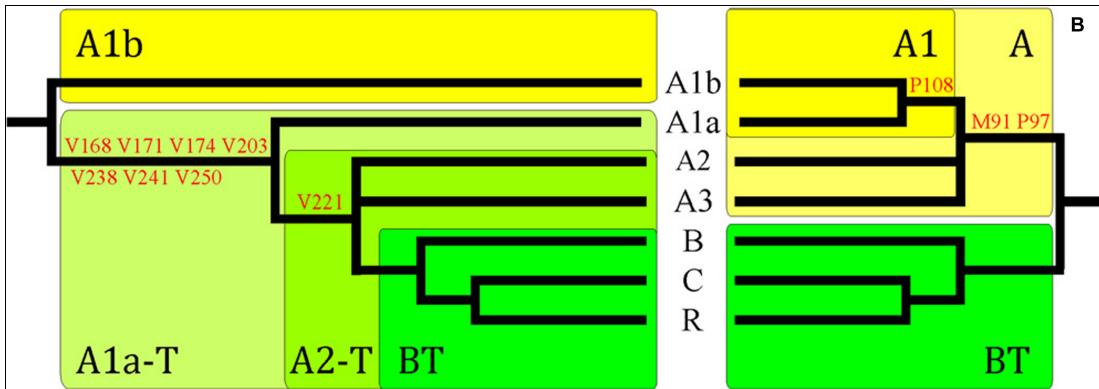 A1b
V168 V171 V174 V203
V238 V241 V250
V221
A1a-T
A2-T
BT
A1b
A1a
A2
A3
B
C
R
A1
A
B
P108
M91 P97
BT